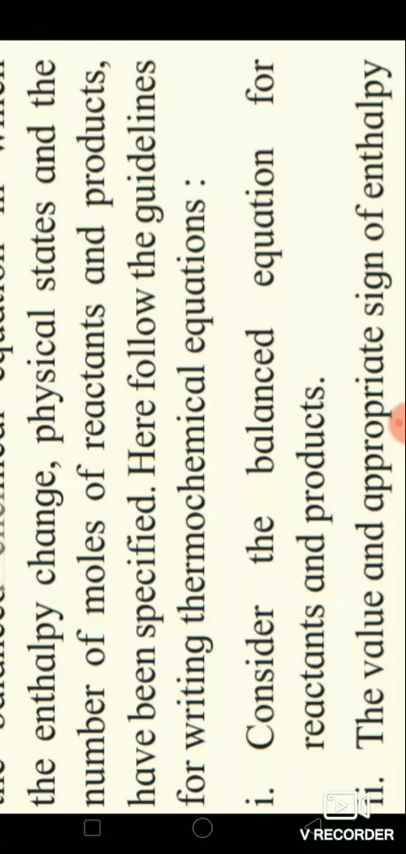 the enthalpy change, physical states and the
number of moles of reactants and products,
have been specified. Here follow the guidelines
for writing thermochemical equations :
i. Consider the balanced equation for
reactants and products.
ii. The value and appropriate sign of enthalpy
V RECORDER